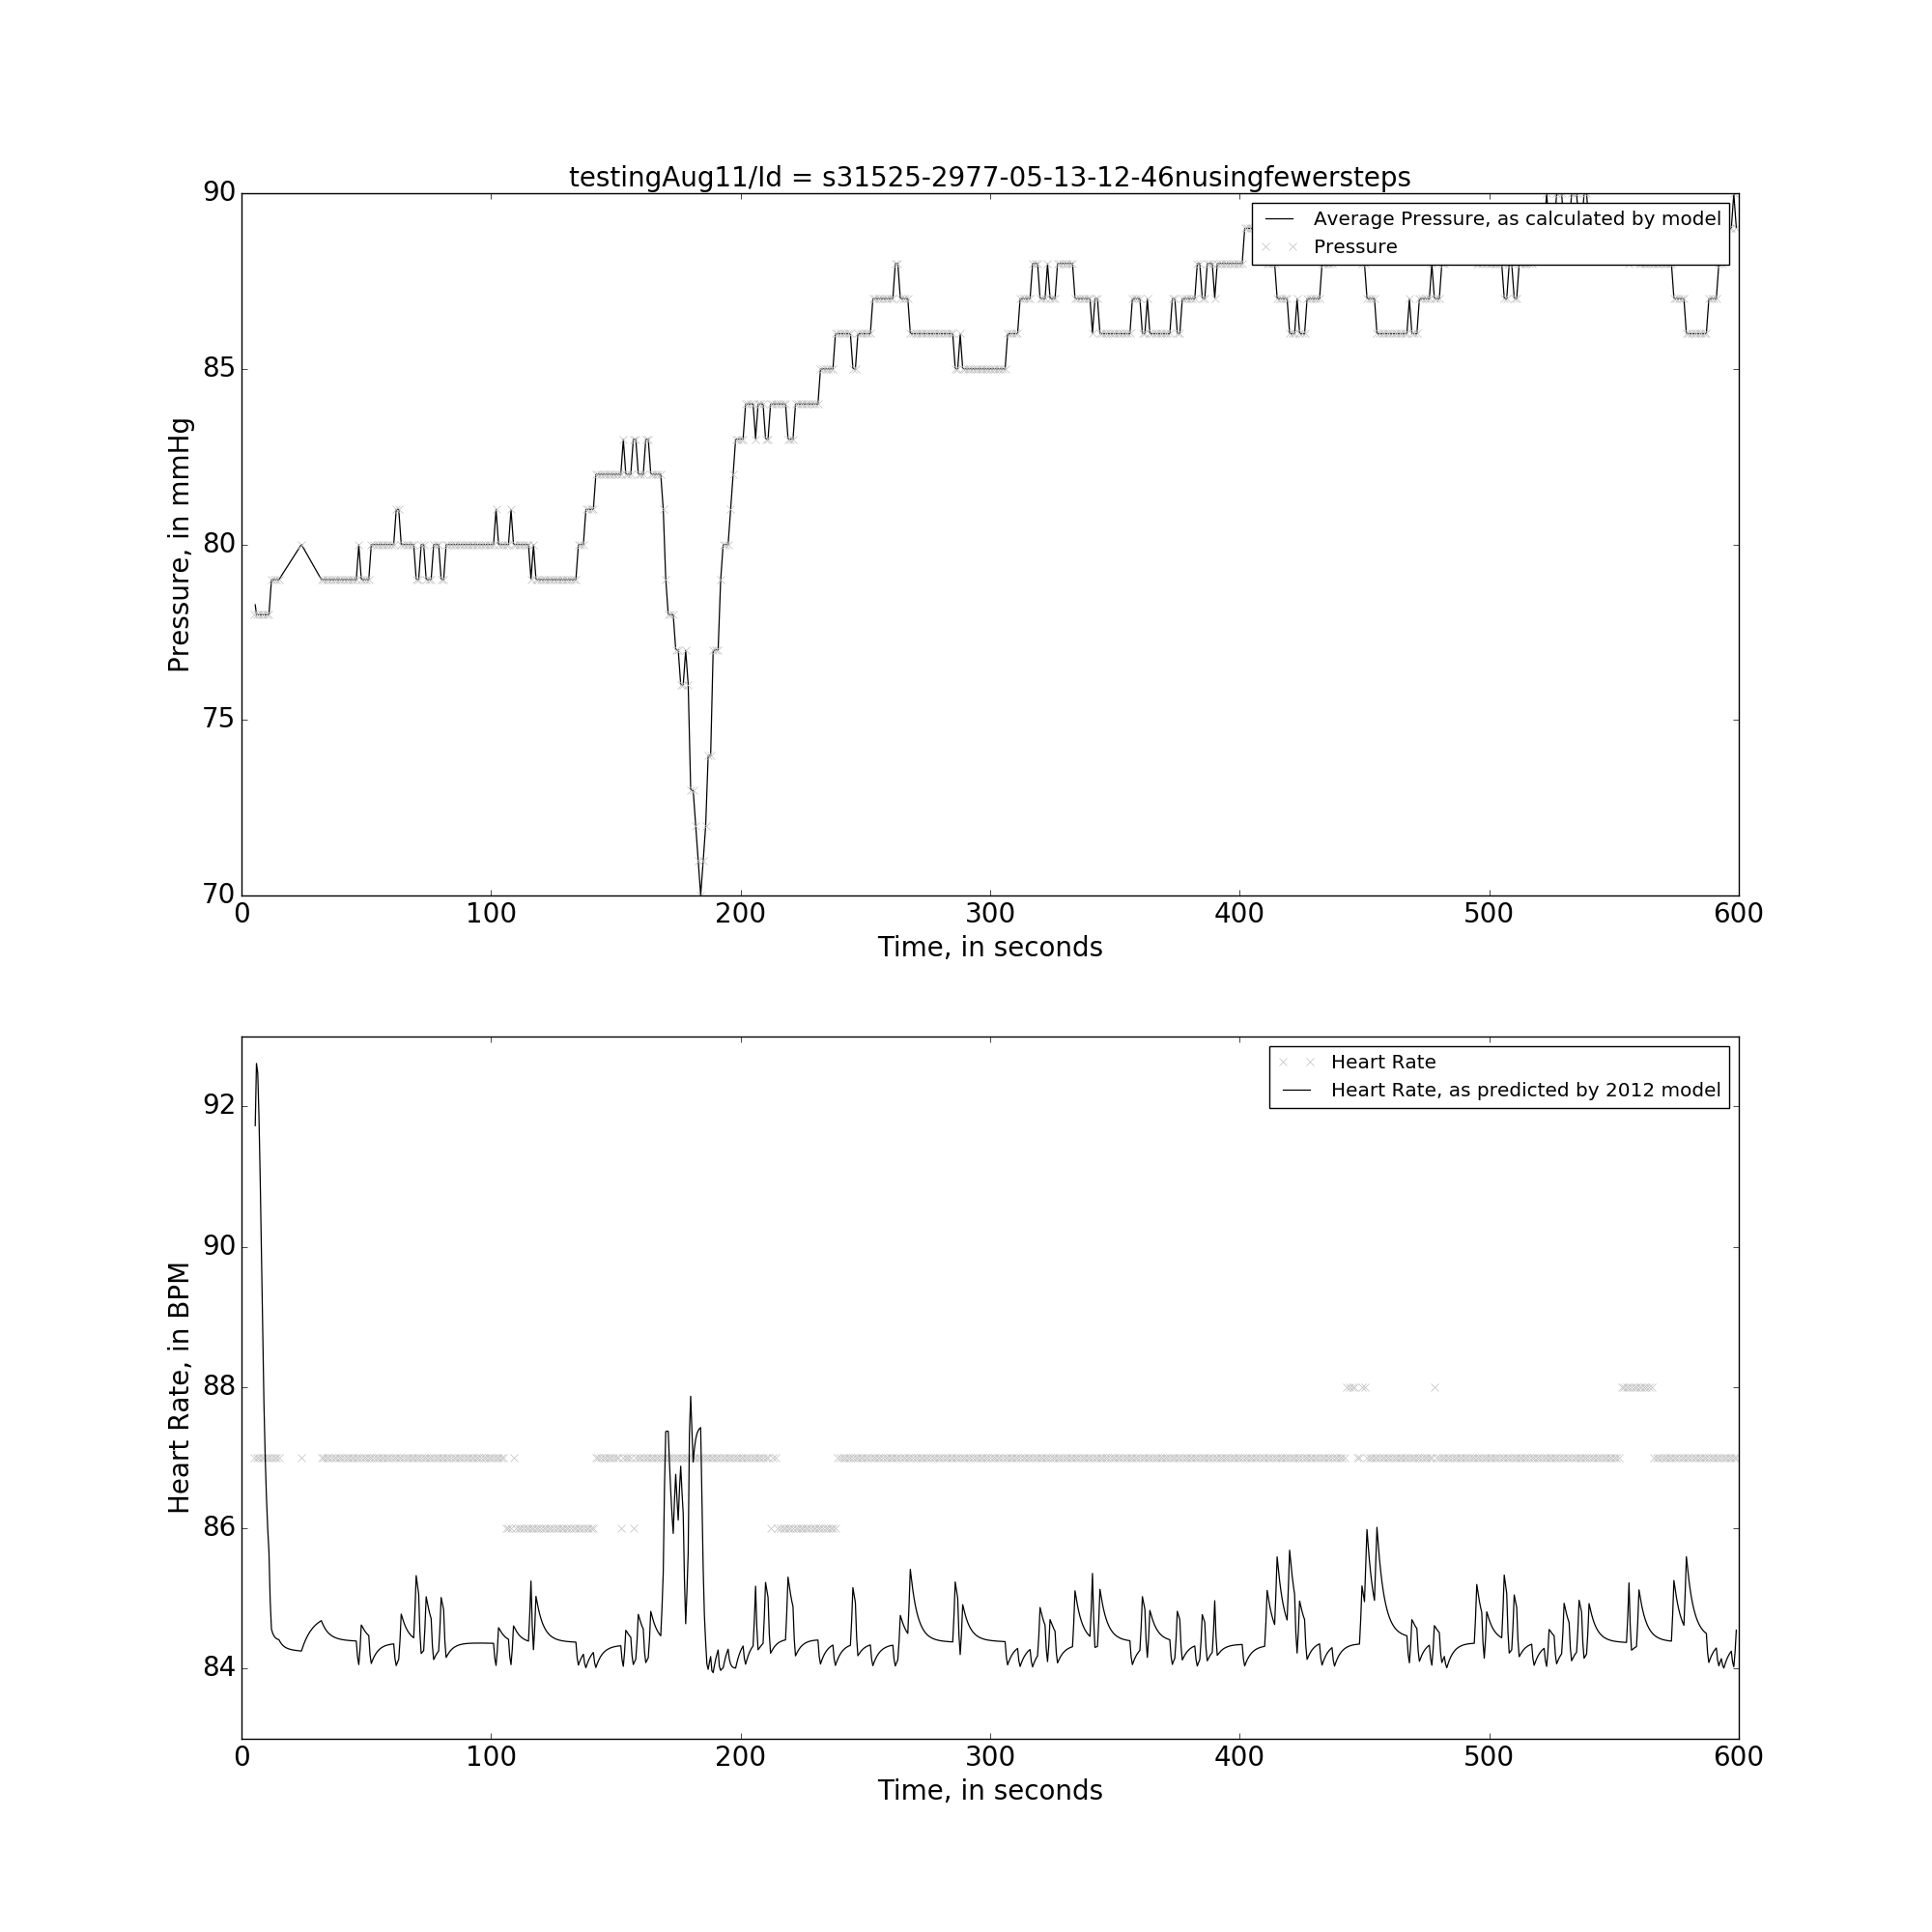 testingAug11/Id = s31525-2977-05-13-12-46nusingfewersteps
90
85
80
75
70
Pressure, in mmHg
Average Pressure, as calculated by model
Pressure
0 100 200 300 400 500 600
Time, in seconds
92
90
88
86
84
Heart Rate, in BPM
Heart Rate
Heart Rate, as predicted by 2012 model
0 100 200 300 400 500 600
Time, in seconds